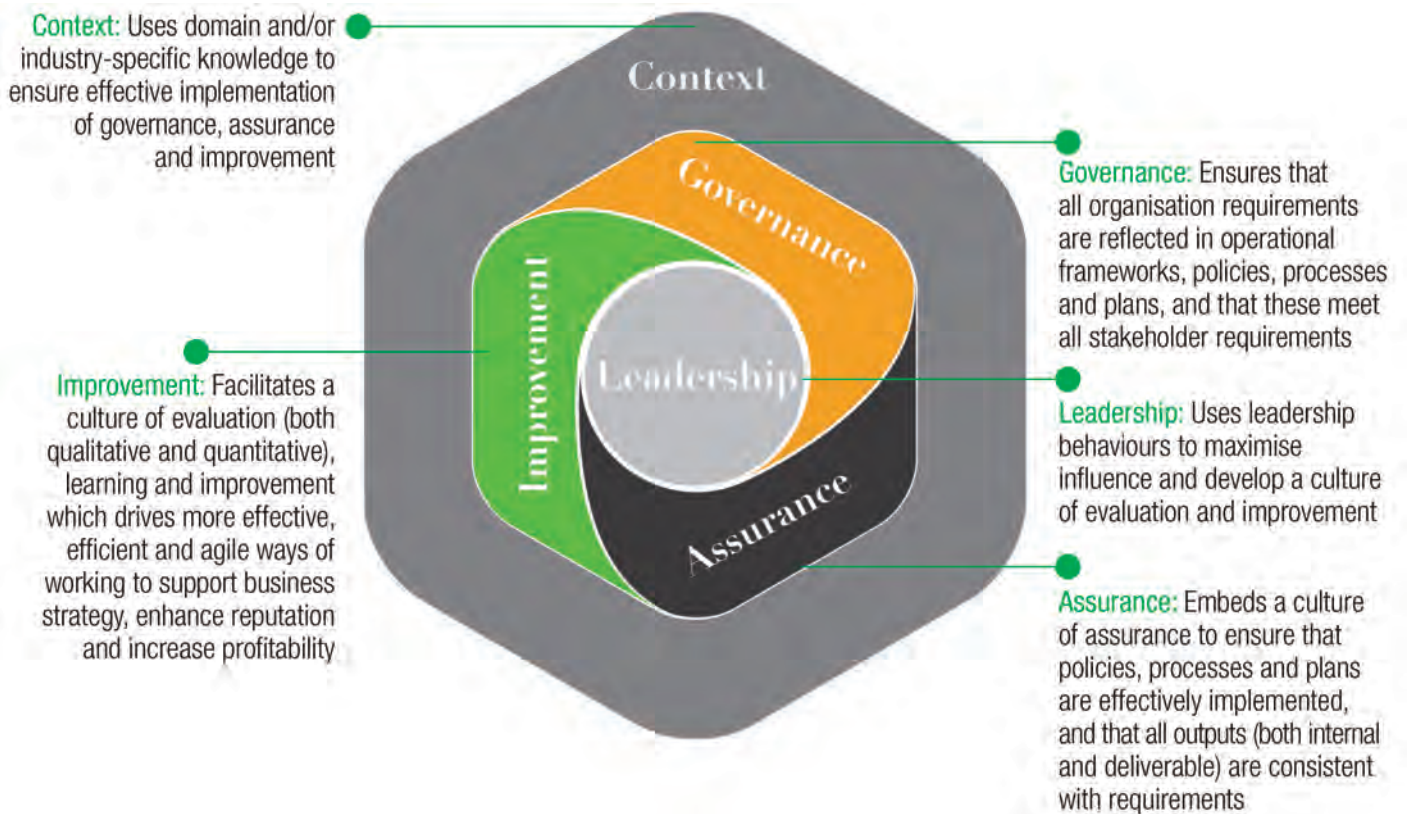 Context: Uses domain and/or
industry-specific knowledge to
ensure effective implementation
of governance, assurance
and improvement
Improvement: Facilitates a
culture of evaluation (both
qualitative and quantitative),
learning and improvement
which drives more effective,
efficient and agile ways of
working to support business
strategy, enhance reputation
and increase profitability
Context
Governance
Improvement
Leadership
Assurance
Governance: Ensures that
all organisation requirements
are reflected in operational
frameworks, policies, processes
and plans, and that these meet
all stakeholder requirements
Leadership: Uses leadership
behaviours to maximise
influence and develop a culture
of evaluation and improvement
Assurance: Embeds a culture
of assurance to ensure that
policies, processes and plans
are effectively implemented,
and that all outputs (both internal
and deliverable) are consistent
with requirements